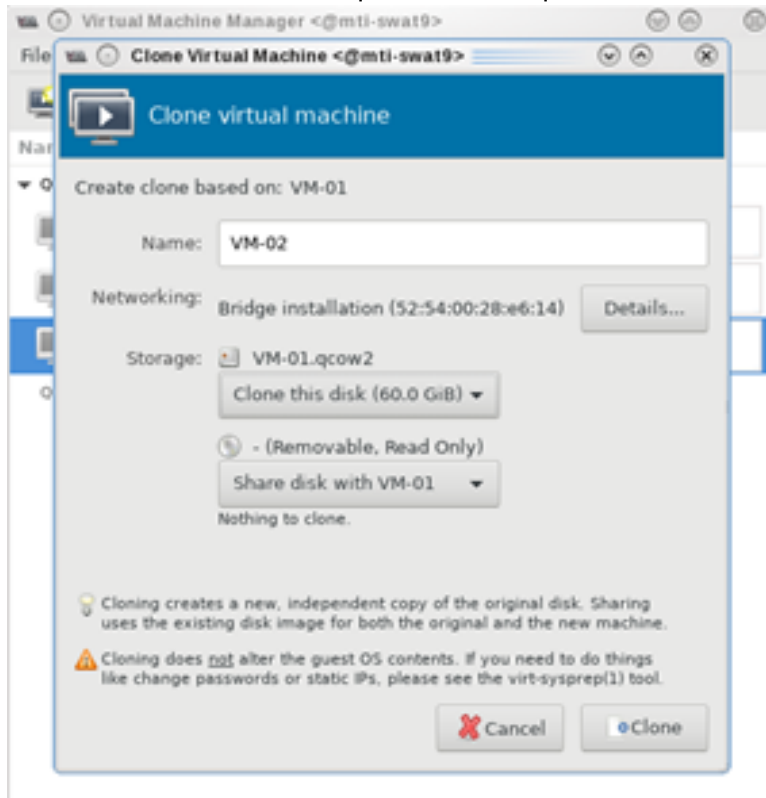 Virtual Machine Manager <@mti-swat9>
File
Clone Virtual Machine <@mti-swat9>
Clone virtual machine
Create clone based on: VM-01
Name: VM-02
Networking: Bridge installation (52:54:00:28:e6:14) Details...
Storage: VM-01.qcow2
Clone this disk (60.0 GiB)
- (Removable, Read Only)
Share disk with VM-01
Nothing to clone.
Cloning creates a new, independent copy of the original disk. Sharing
uses the existing disk image for both the original and the new machine.
Cloning does not alter the guest OS contents. If you need to do things
like change passwords or static IPs, please see the virt-sysprep(1) tool.
Cancel Clone